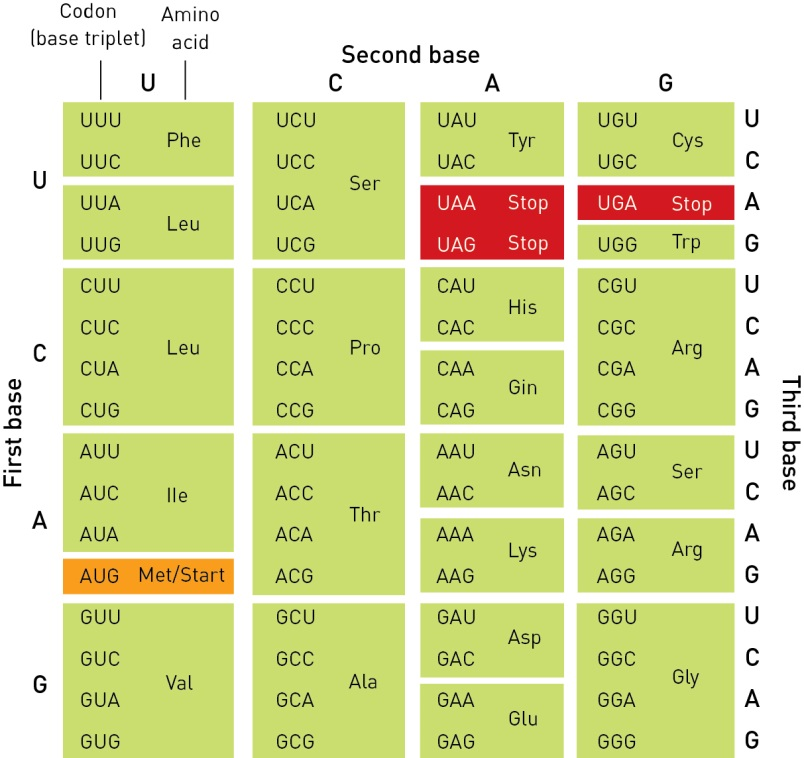 Codon
(base triplet)
Amino
acid
Second base
U C A G
First base
Third base
U
UUU
UUC
Phe
UUA
UUG
Leu
UCU
UCC
UCA
UCG
Ser
UAU
UAC
Tyr
UAA Stop
UAG Stop
UGU
UGC
Cys
UGA Stop
UGG Trp
U
C
A
G
C
CUU
CUC
CUA
CUG
Leu
CCU
CCC
CCA
CCG
Pro
CAU
CAC
His
CAA
CAG
Gin
CGU
CGC
CGA
CGG
Arg
U
C
A
G
A
AUU
AUC
AUA
Ile
AUG Met/Start
ACU
ACC
ACA
ACG
Thr
AAU
AAC
Asn
AAA
AAG
Lys
AGU
AGC
Ser
AGA
AGG
Arg
U
C
A
G
G
GUU
GUC
GUA
GUG
Val
GCU
GCC
GCA
GCG
Ala
GAU
GAC
Asp
GAA
GAG
Glu
GGU
GGC
GGA
GGG
Gly
U
C
A
G